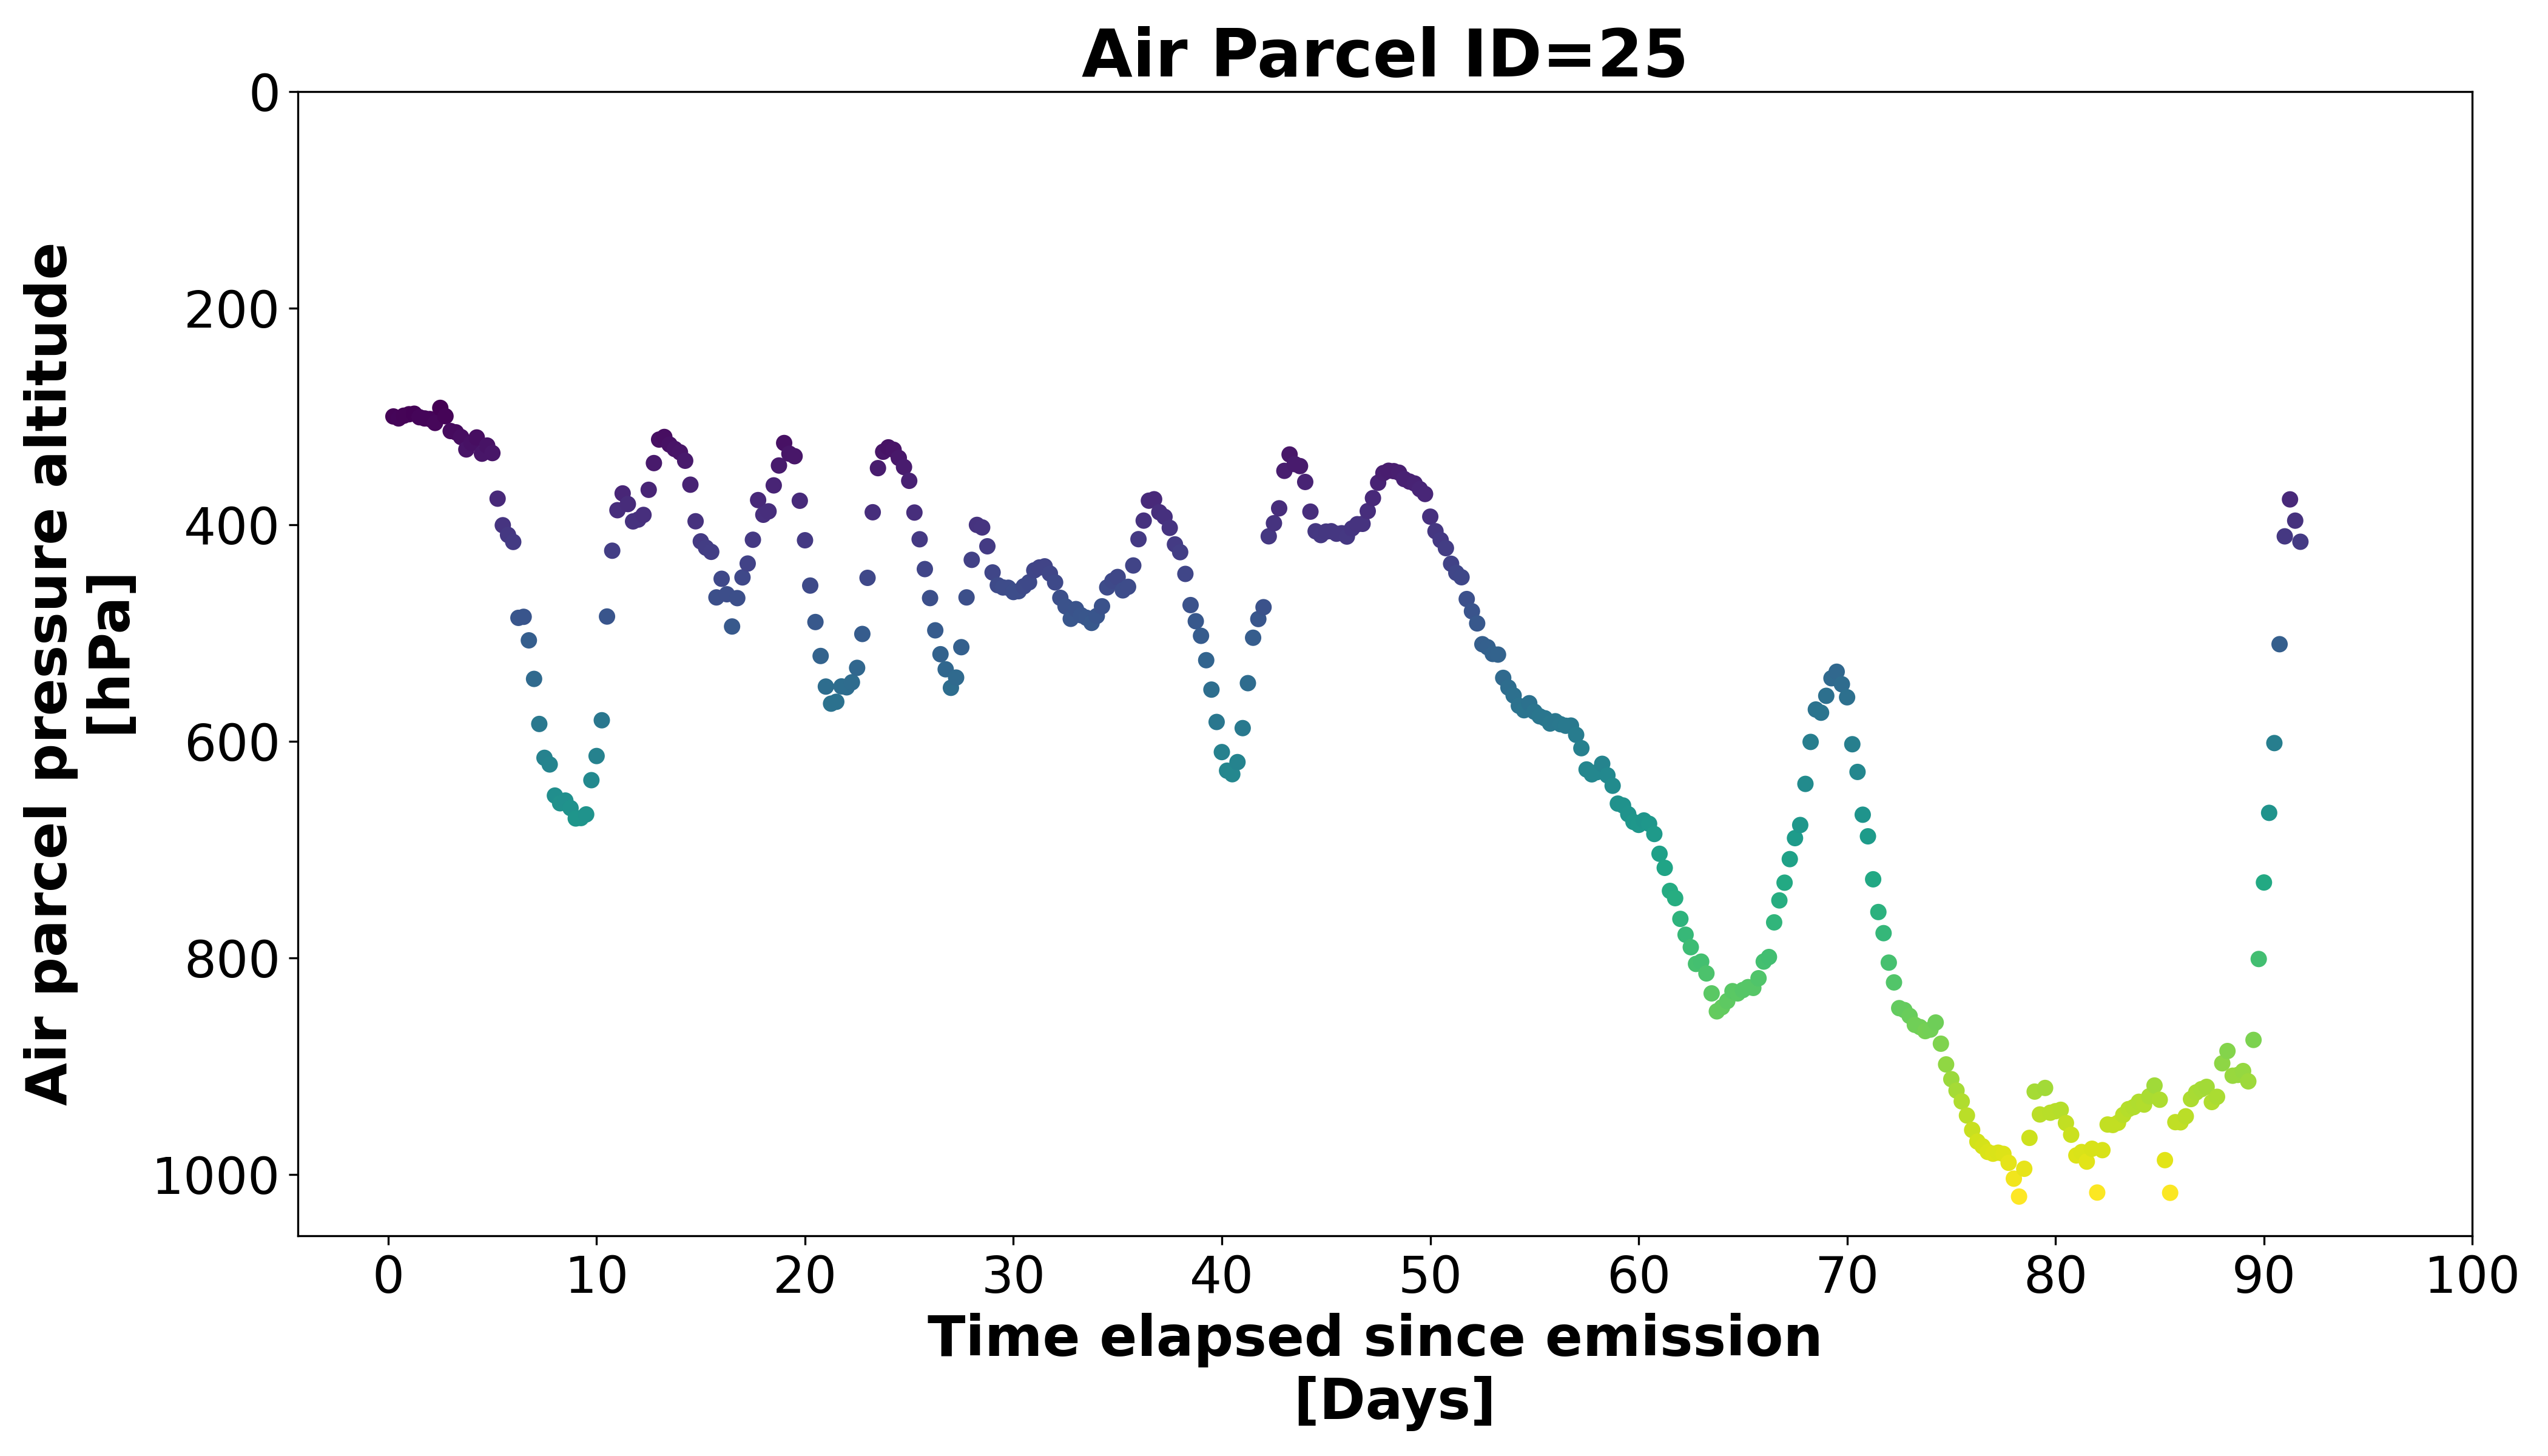 Air Parcel ID=25
Air parcel pressure altitude
[hPa]
0
200
400
600
800
1000
0 10 20 30 40 50 60 70 80 90 100
Time elapsed since emission
[Days]